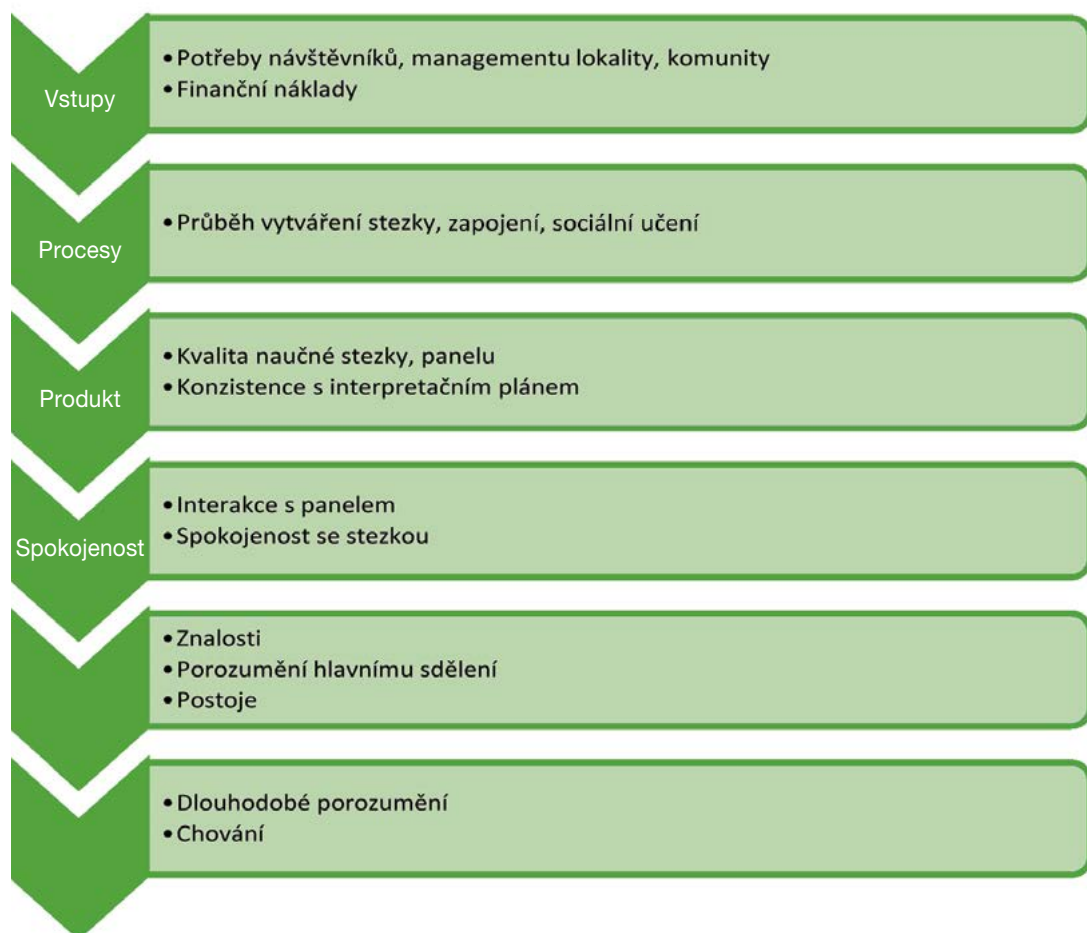 Vstupy
•Potřeby návštěvníků, managementu lokality, komunity
•Finanční náklady
Procesy
•Průběh vytváření stezky, zapojení, sociální učení
Produkt
•Kvalita naučné stezky, panelu
•Konzistence s interpretačním plánem
Spokojenost
•Interakce s panelem
•Spokojenost se stezkou
•Znalosti
•Porozumění hlavnímu sdělení
•Postoje
•Dlouhodobé porozumění
•Chování